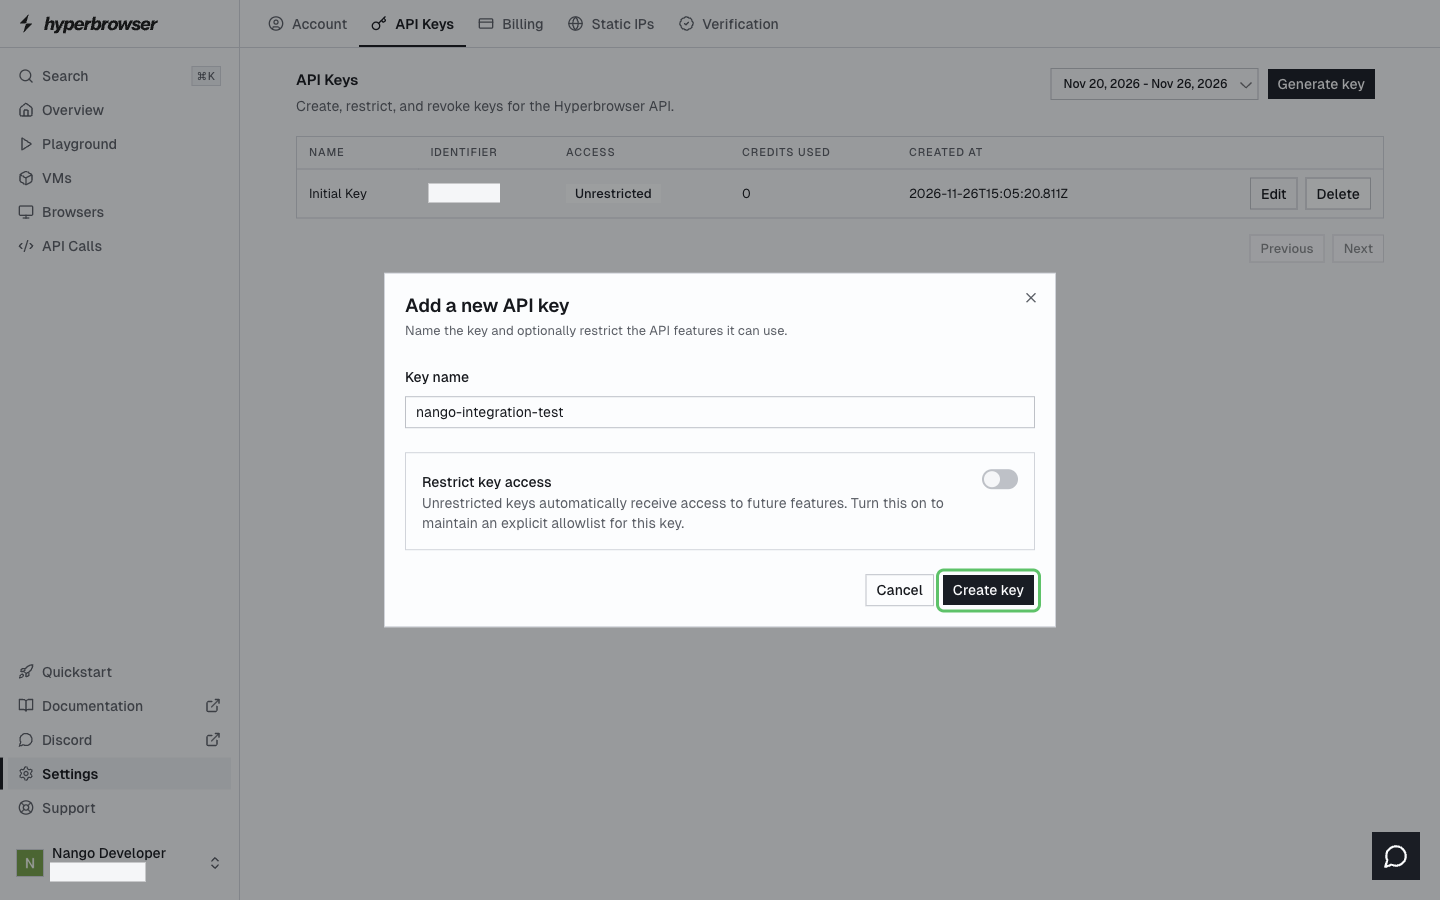 hyperbrowser
Account
API Keys
Billing
Static IPs
Verification
Search
⌘K
Overview
Playground
VMs
Browsers
API Calls
API Keys
Create, restrict, and revoke keys for the Hyperbrowser API.
Nov 20, 2026 - Nov 26, 2026
Generate key
NAME IDENTIFIER ACCESS CREDITS USED CREATED AT
Initial Key Unrestricted 0 2026-11-26T15:05:20.811Z Edit Delete
Previous Next
Add a new API key
Name the key and optionally restrict the API features it can use.
Key name
nango-integration-test
Restrict key access
Unrestricted keys automatically receive access to future features. Turn this on to
maintain an explicit allowlist for this key.
Cancel Create key
Quickstart
Documentation
Discord
Settings
Support
N
Nango Developer